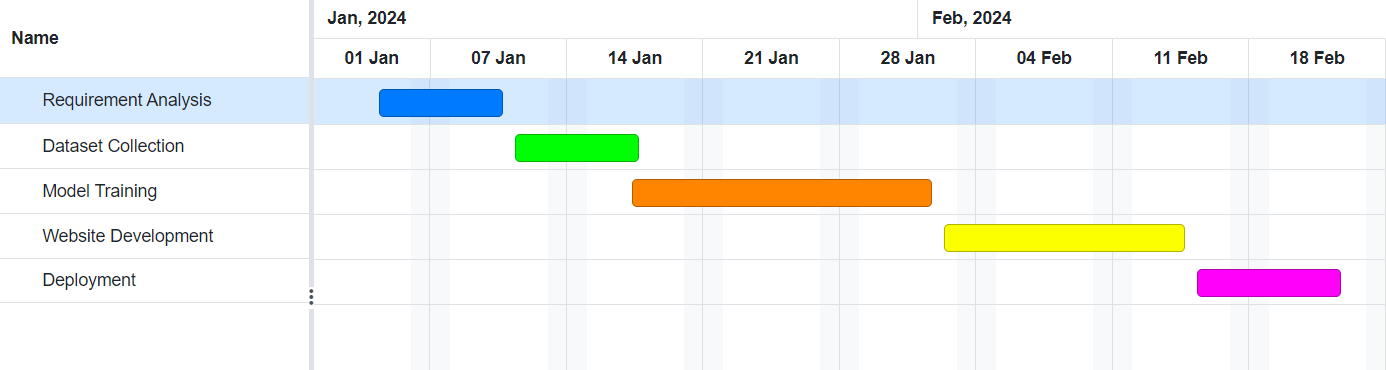 Name
Jan, 2024
Feb, 2024
01 Jan
07 Jan
14 Jan
21 Jan
28 Jan
04 Feb
11 Feb
18 Feb
Requirement Analysis
Dataset Collection
Model Training
Website Development
Deployment